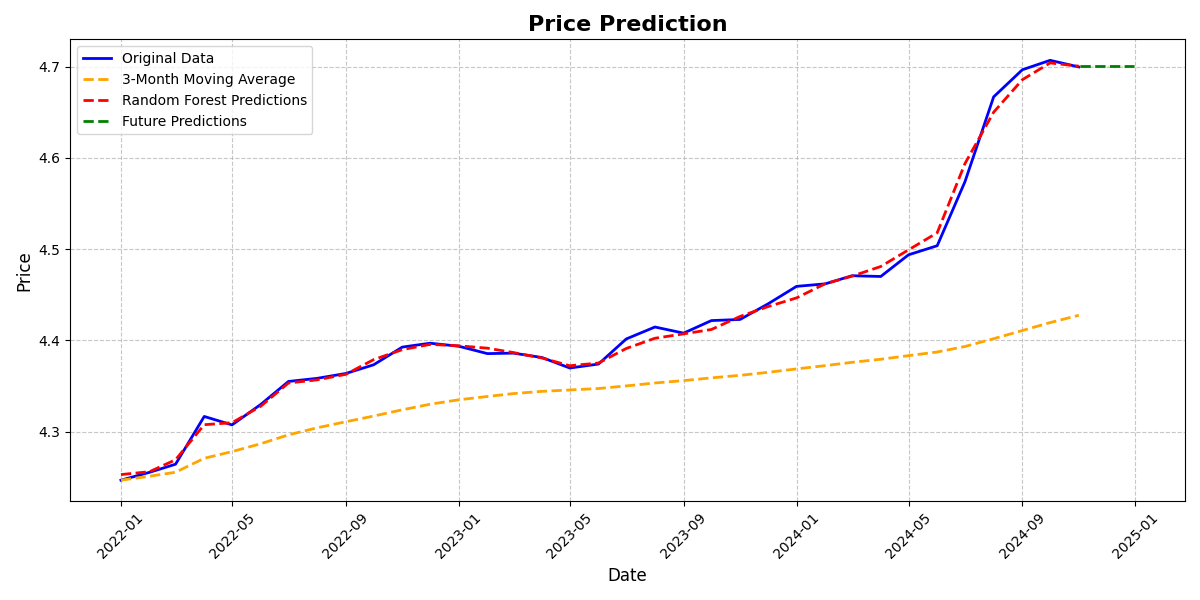 Price Prediction
Original Data
3-Month Moving Average
Random Forest Predictions
Future Predictions
Price
4.7
4.6
4.5
4.4
4.3
2022-01
2022-05
2022-09
2023-01
2023-05
2023-09
2024-01
2024-05
2024-09
2025-01
Date